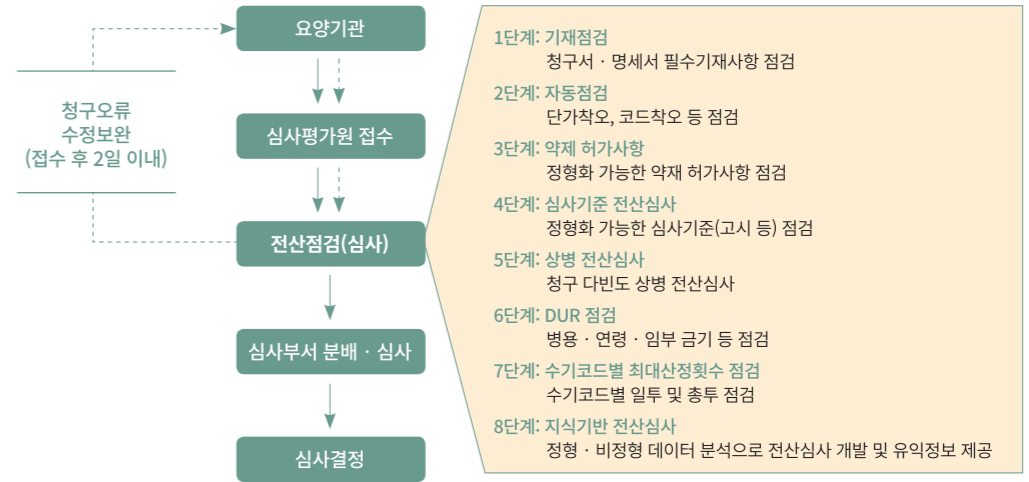 요양기관
심사평가원 접수
전산점검(심사)
심사부서 분배 · 심사
심사결정
청구오류
수정보완
(접수 후 2일 이내)
1단계: 기재점검
청구서 · 명세서 필수기재사항 점검
2단계: 자동점검
단가착오, 코드착오 등 점검
3단계: 약제 허가사항
정형화 가능한 약재 허가사항 점검
4단계: 심사기준 전산심사
정형화 가능한 심사기준(고시 등) 점검
5단계: 상병 전산심사
청구 다빈도 상병 전산심사
6단계: DUR 점검
병용 · 연령 · 임부 금기 등 점검
7단계: 수기코드별 최대산정횟수 점검
수기코드별 일투 및 총투 점검
8단계: 지식기반 전산심사
정형 · 비정형 데이터 분석으로 전산심사 개발 및 유익정보 제공